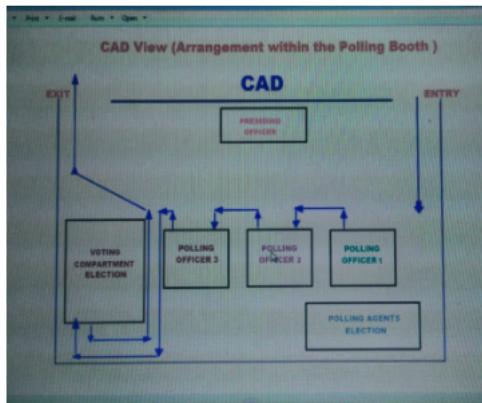 Print E-mail Run Open
CAD View (Arrangement within the Polling Booth )
CAD
EXIT
ENTRY
PRESIDING
OFFICER
VOTING
COMPARTMENT
ELECTION
POLLING
OFFICER 3
POLLING
OFFICER 2
POLLING
OFFICER 1
POLLING AGENTS
ELECTION